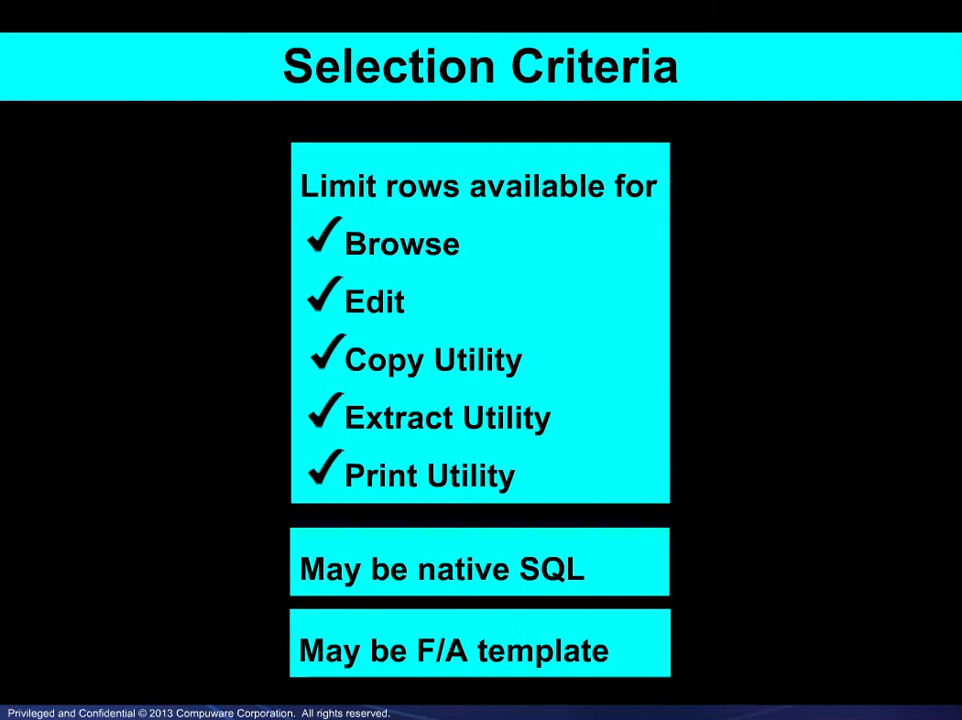 Selection Criteria
Limit rows available for
✓Browse
✓Edit
✓Copy Utility
✓Extract Utility
✓Print Utility
May be native SQL
May be F/A template
Privileged and Confidential © 2013 Compuware Corporation. All rights reserved.